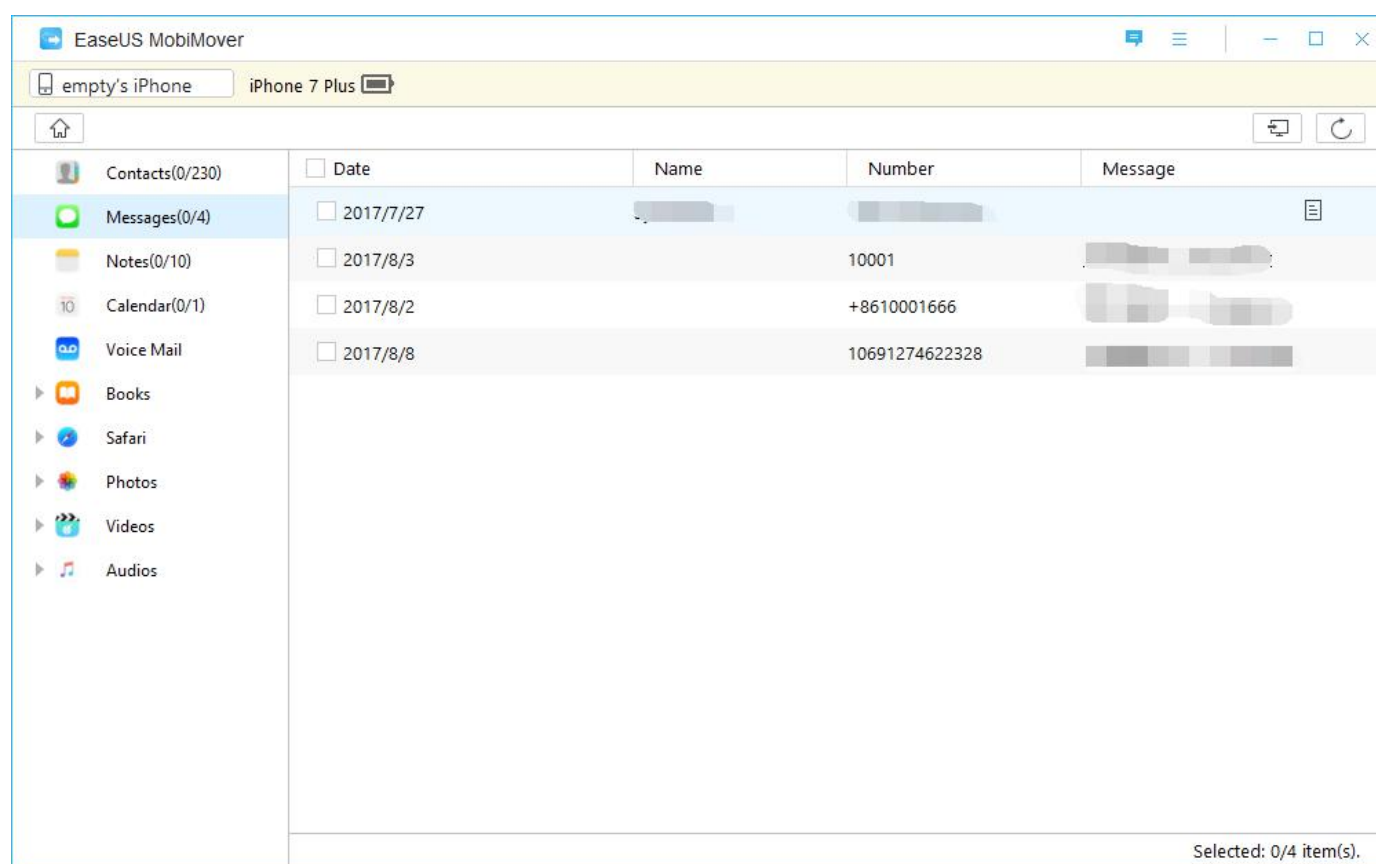 EaseUS MobiMover
empty's iPhone iPhone 7 Plus
Contacts(0/230)
Messages(0/4)
Notes(0/10)
Calendar(0/1)
Voice Mail
Books
Safari
Photos
Videos
Audios
Date Name Number Message
2017/7/27
2017/8/3 10001
2017/8/2 +8610001666
2017/8/8 10691274622328
Selected: 0/4 item(s).